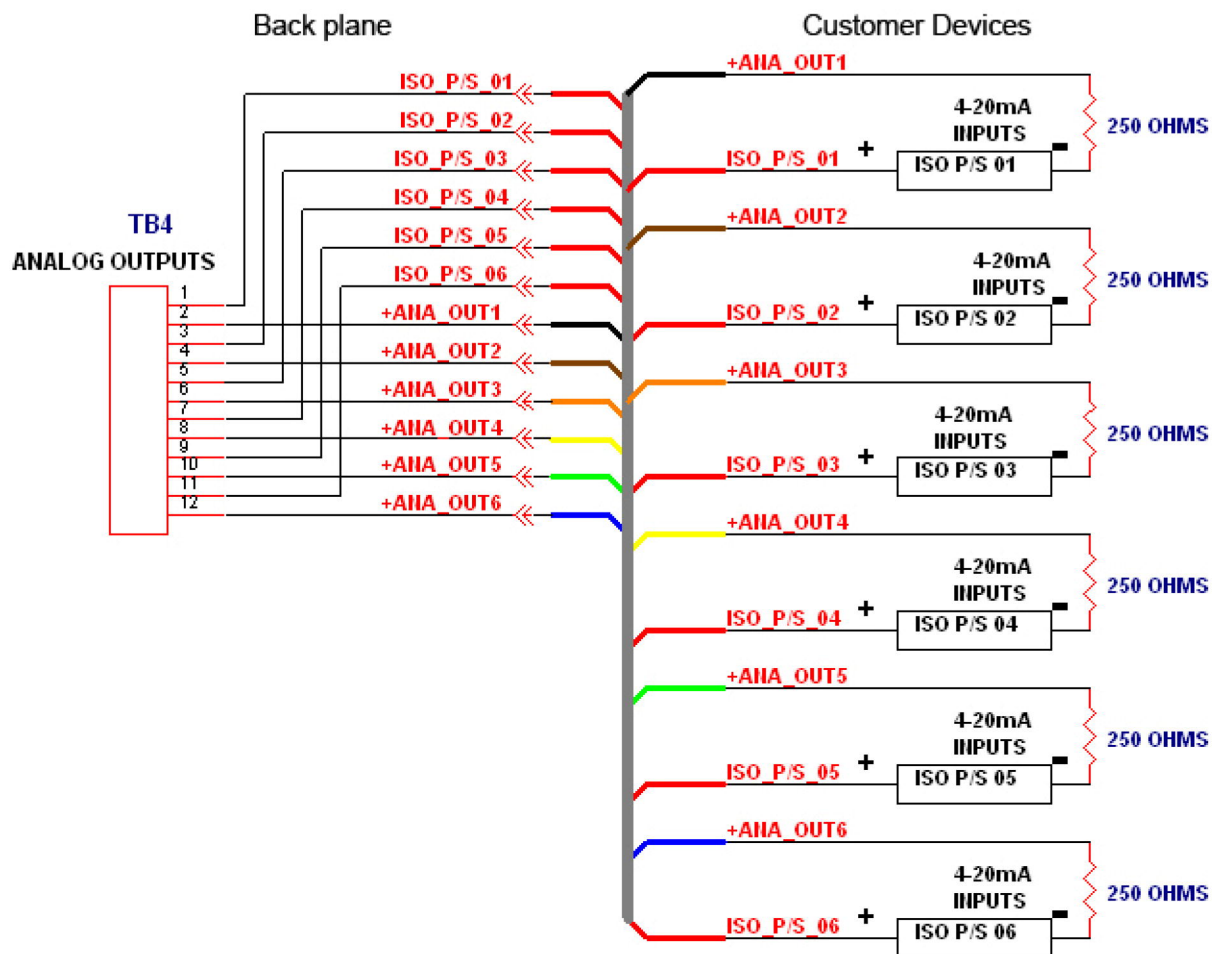 Back plane
Customer Devices
TB4
ANALOG OUTPUTS
1
2
3
4
5
6
7
8
9
10
11
12
ISO_P/S_01
ISO_P/S_02
ISO_P/S_03
ISO_P/S_04
ISO_P/S_05
ISO_P/S_06
+ANA_OUT1
+ANA_OUT2
+ANA_OUT3
+ANA_OUT4
+ANA_OUT5
+ANA_OUT6
+ANA_OUT1
4-20mA
INPUTS
250 OHMS
ISO_P/S_01
+
ISO P/S 01
-
+ANA_OUT2
4-20mA
INPUTS
250 OHMS
ISO_P/S_02
+
ISO P/S 02
-
+ANA_OUT3
4-20mA
INPUTS
250 OHMS
ISO_P/S_03
+
ISO P/S 03
-
+ANA_OUT4
4-20mA
INPUTS
250 OHMS
ISO_P/S_04
+
ISO P/S 04
-
+ANA_OUT5
4-20mA
INPUTS
250 OHMS
ISO_P/S_05
+
ISO P/S 05
-
+ANA_OUT6
4-20mA
INPUTS
250 OHMS
ISO_P/S_06
+
ISO P/S 06
-